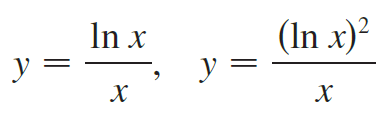 y = ln x / x, y = (ln x)² / x